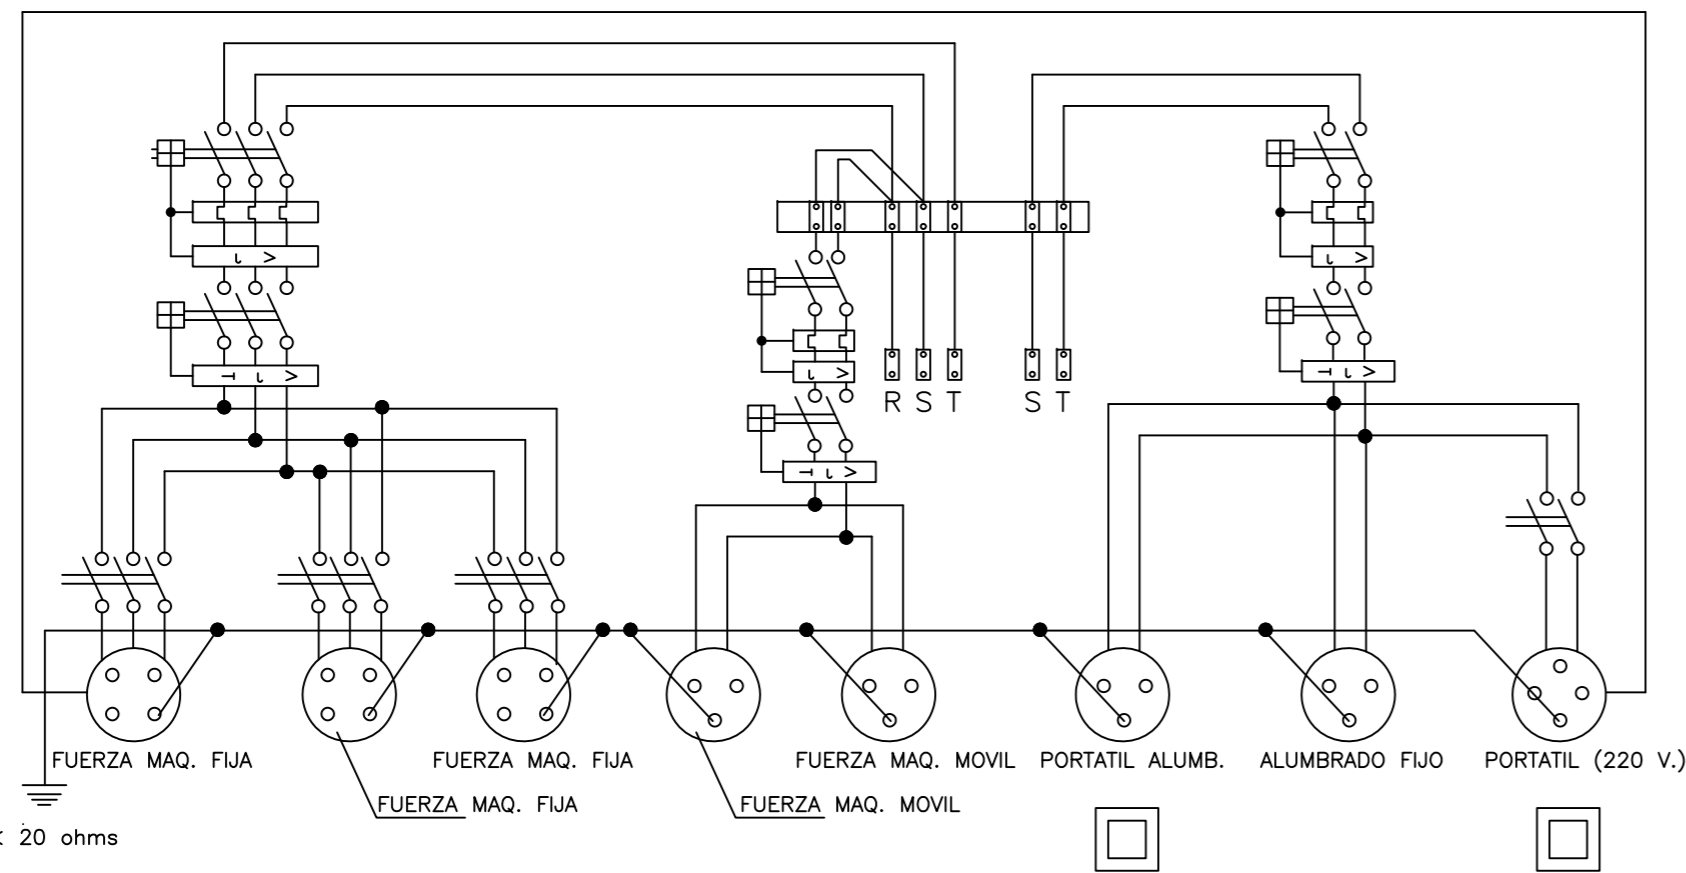 R S T S T
FUERZA MAQ. FIJA FUERZA MAQ. FIJA FUERZA MAQ. MOVIL PORTATIL ALUMB. ALUMBRADO FIJO PORTATIL (220 V.)
FUERZA MAQ. FIJA FUERZA MAQ. MOVIL
< 20 ohms